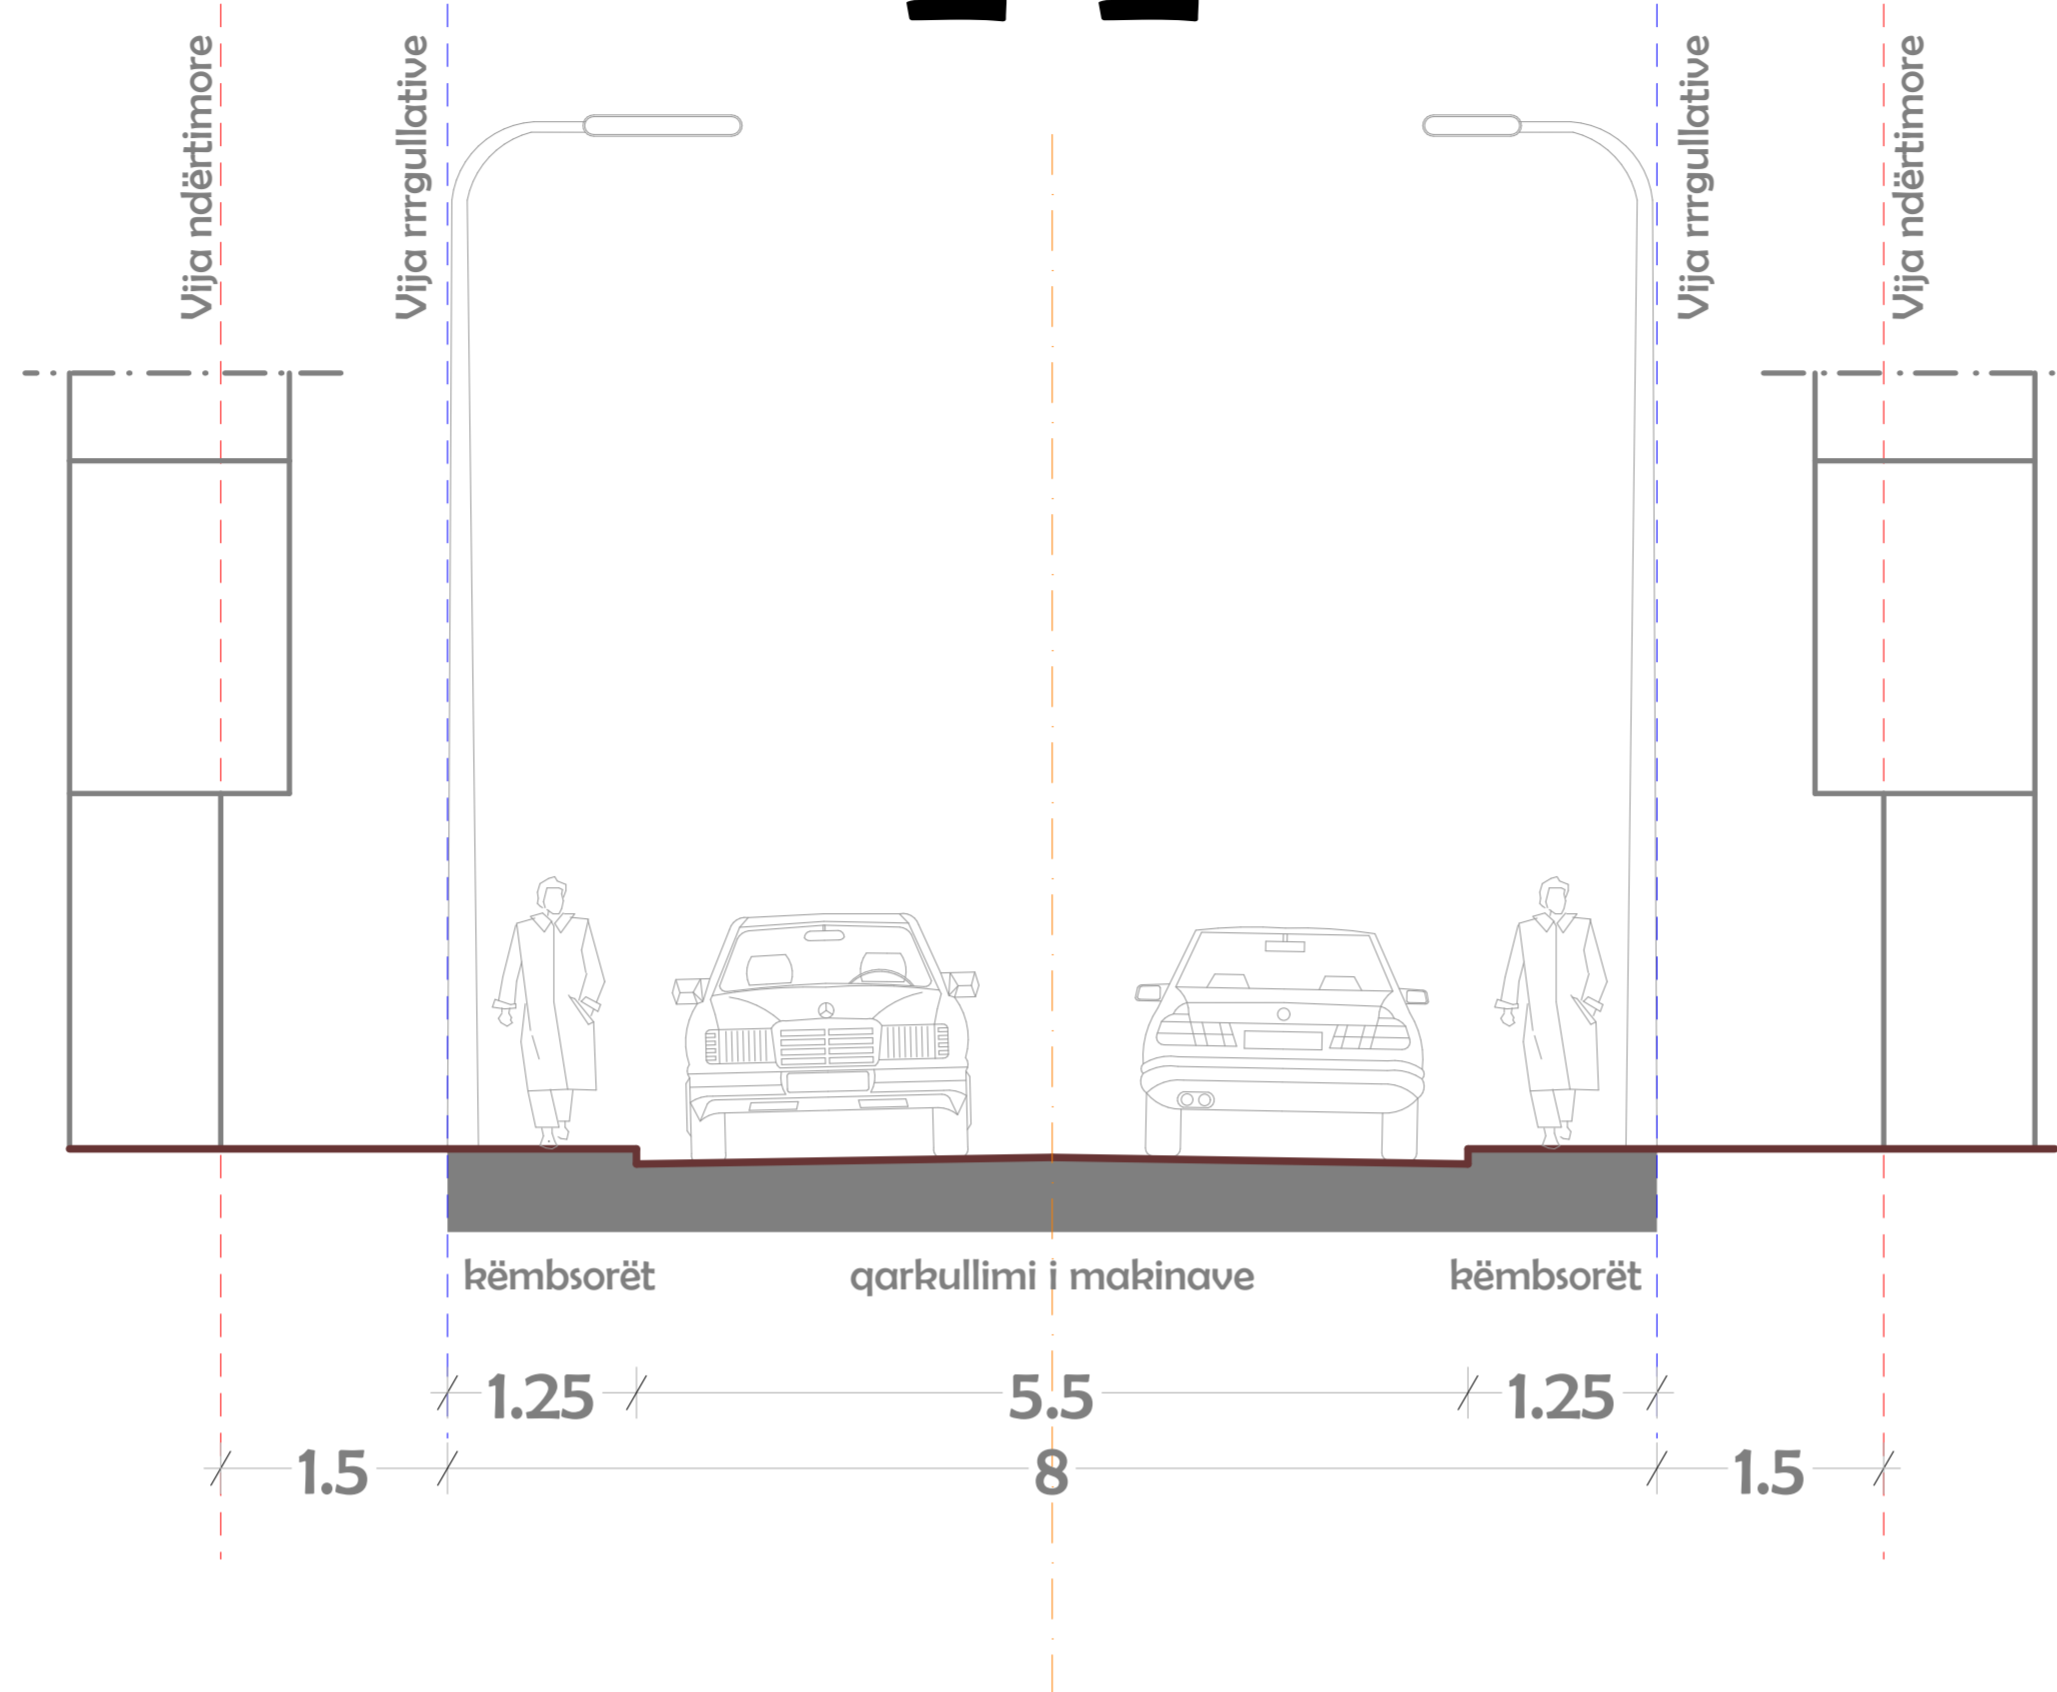 Vija ndërtimore
Vija rrrgullative
Vija rrrgullative
Vija ndërtimore
këmbsorët
qarkullimi i makinave
këmbsorët
1.25
5.5
1.25
1.5
8
1.5